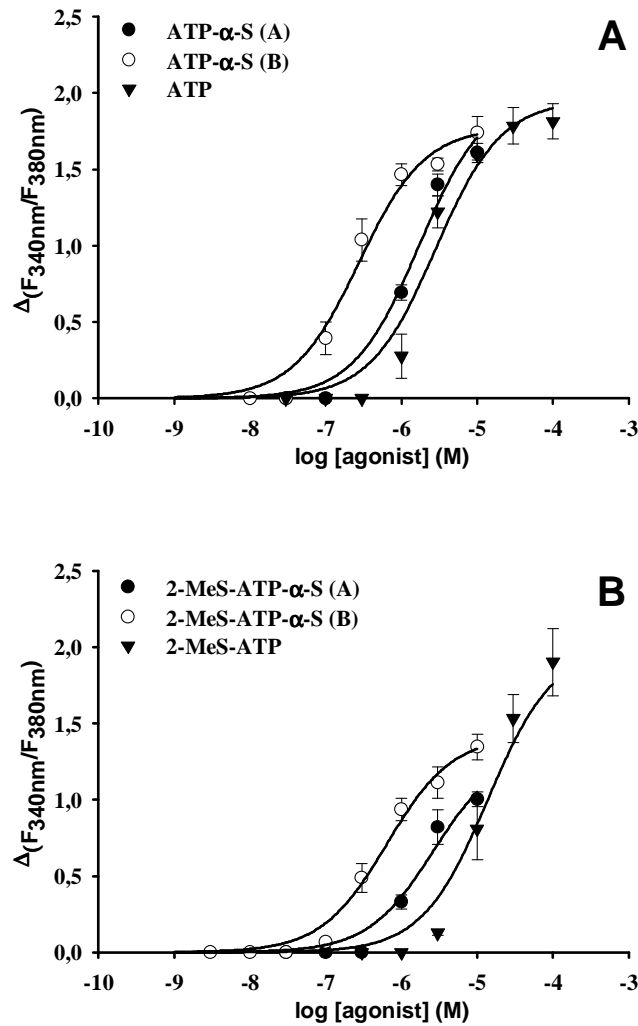 A
ATP-α-S (A)
ATP-α-S (B)
ATP
2,5
2,0
1,5
1,0
0,5
0,0
Δ(F340nm/F380nm)
-10 -9 -8 -7 -6 -5 -4 -3
log [agonist] (M)
B
2-MeS-ATP-α-S (A)
2-MeS-ATP-α-S (B)
2-MeS-ATP
2,5
2,0
1,5
1,0
0,5
0,0
Δ(F340nm/F380nm)
-10 -9 -8 -7 -6 -5 -4 -3
log [agonist] (M)